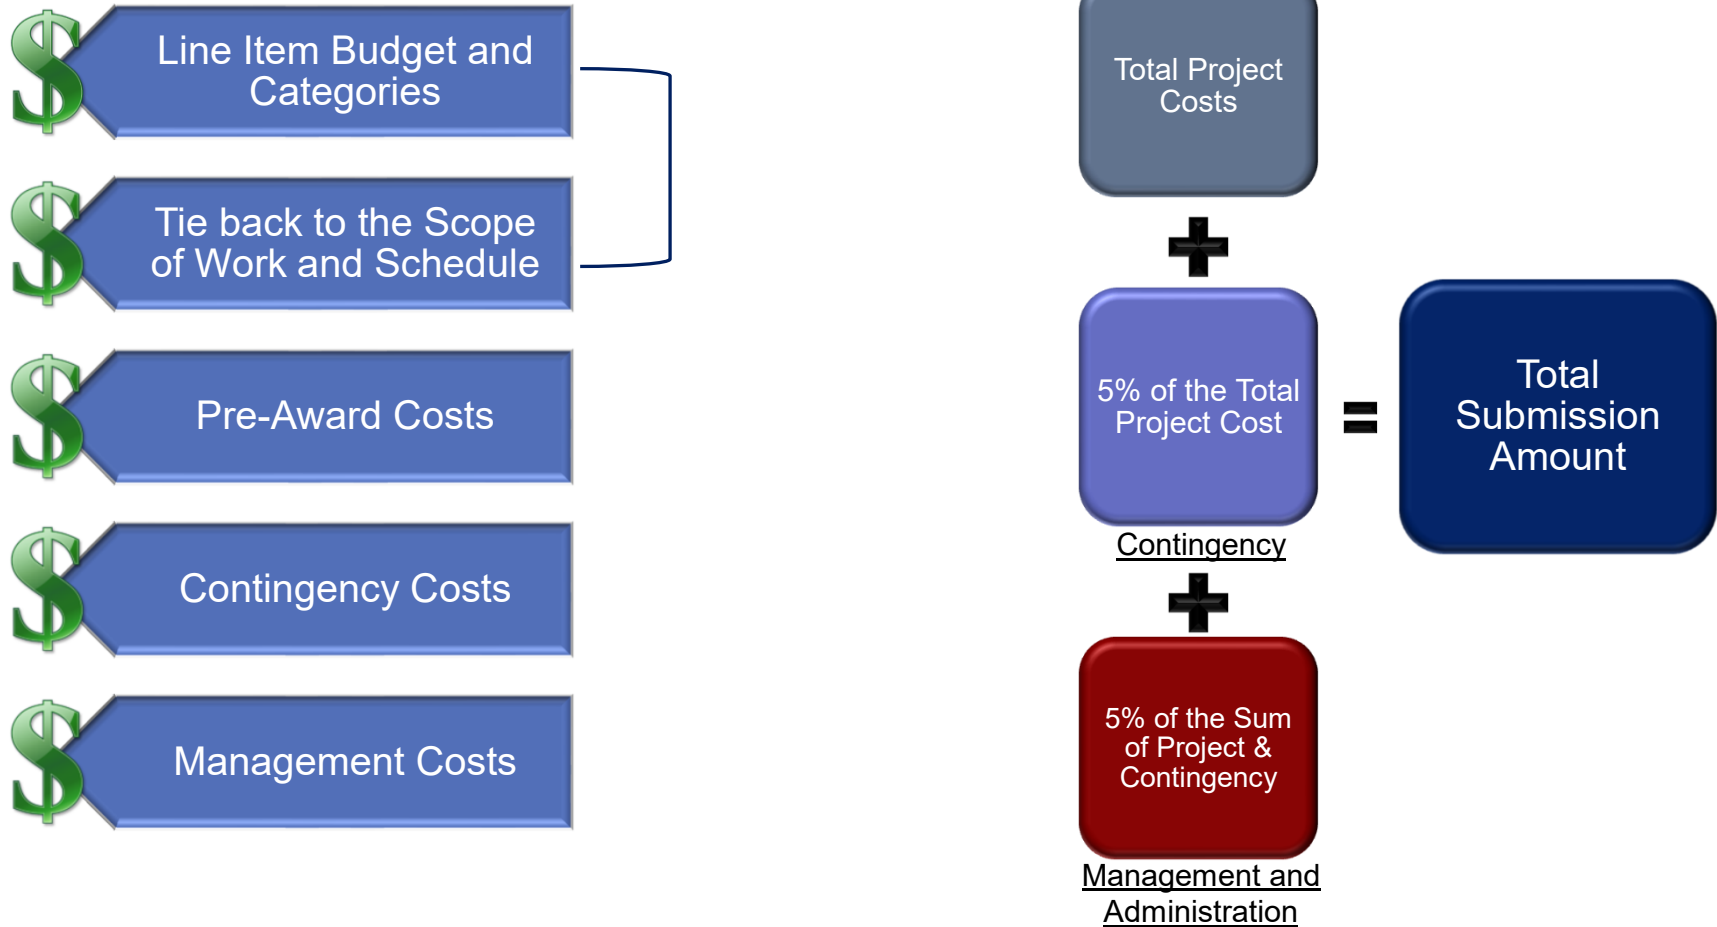 Line Item Budget and
Categories
Tie back to the Scope
of Work and Schedule
Pre-Award Costs
Contingency Costs
Management Costs
Total Project
Costs
5% of the Total
Project Cost
Contingency
5% of the Sum
of Project &
Contingency
Management and
Administration
Total
Submission
Amount